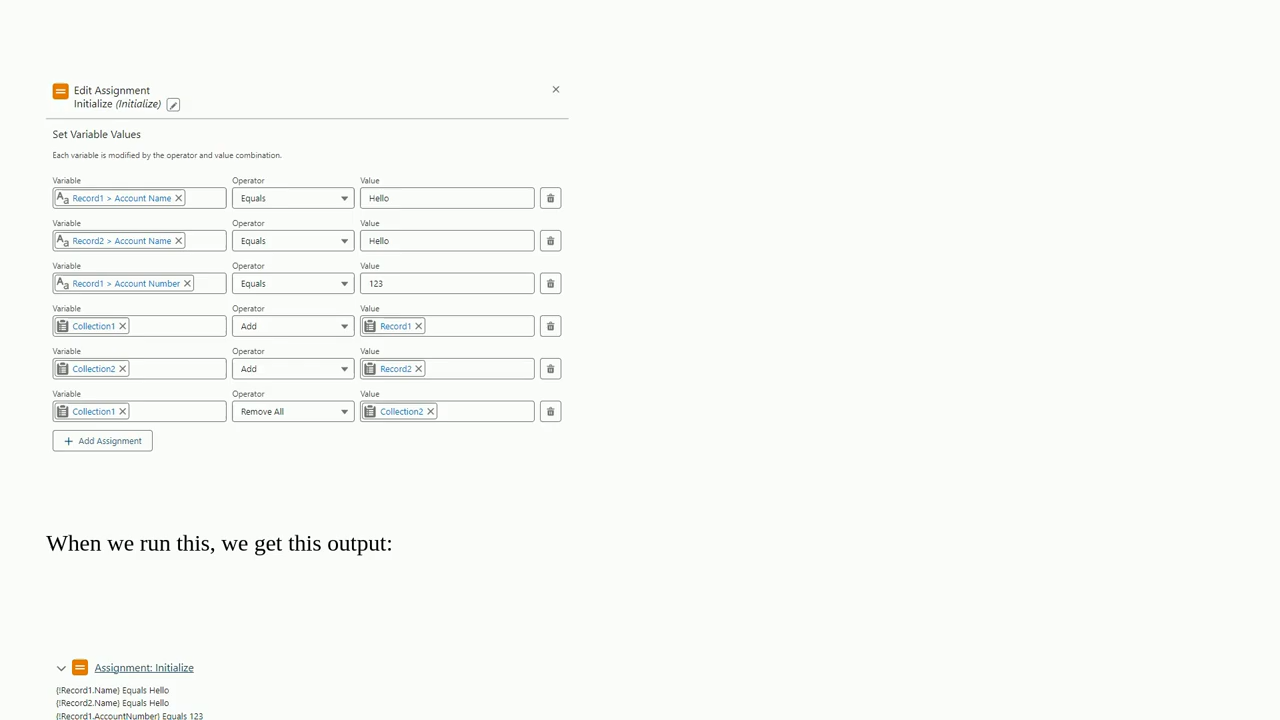 Edit Assignment
Initialize (Initialize)
Set Variable Values
Each variable is modified by the operator and value combination.
Variable Operator Value
Record1 > Account Name Equals Hello
Variable Operator Value
Record2 > Account Name Equals Hello
Variable Operator Value
Record1 > Account Number Equals 123
Variable Operator Value
Collection1 Add Record1
Variable Operator Value
Collection2 Add Record2
Variable Operator Value
Collection1 Remove All Collection2
+ Add Assignment
When we run this, we get this output:
Assignment: Initialize
{!Record1.Name} Equals Hello
{!Record2.Name} Equals Hello
{!Record1.AccountNumber} Equals 123